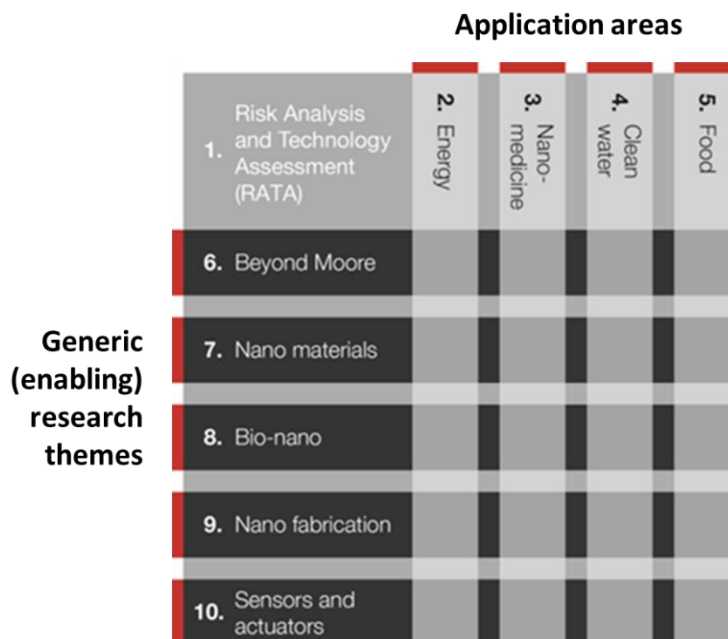 Application areas
1. Risk Analysis
and Technology
Assessment
(RATA)
2. Energy
3. Nano-
medicine
4. Clean
water
5. Food
Generic
(enabling)
research
themes
6. Beyond Moore
7. Nano materials
8. Bio-nano
9. Nano fabrication
10. Sensors and
actuators